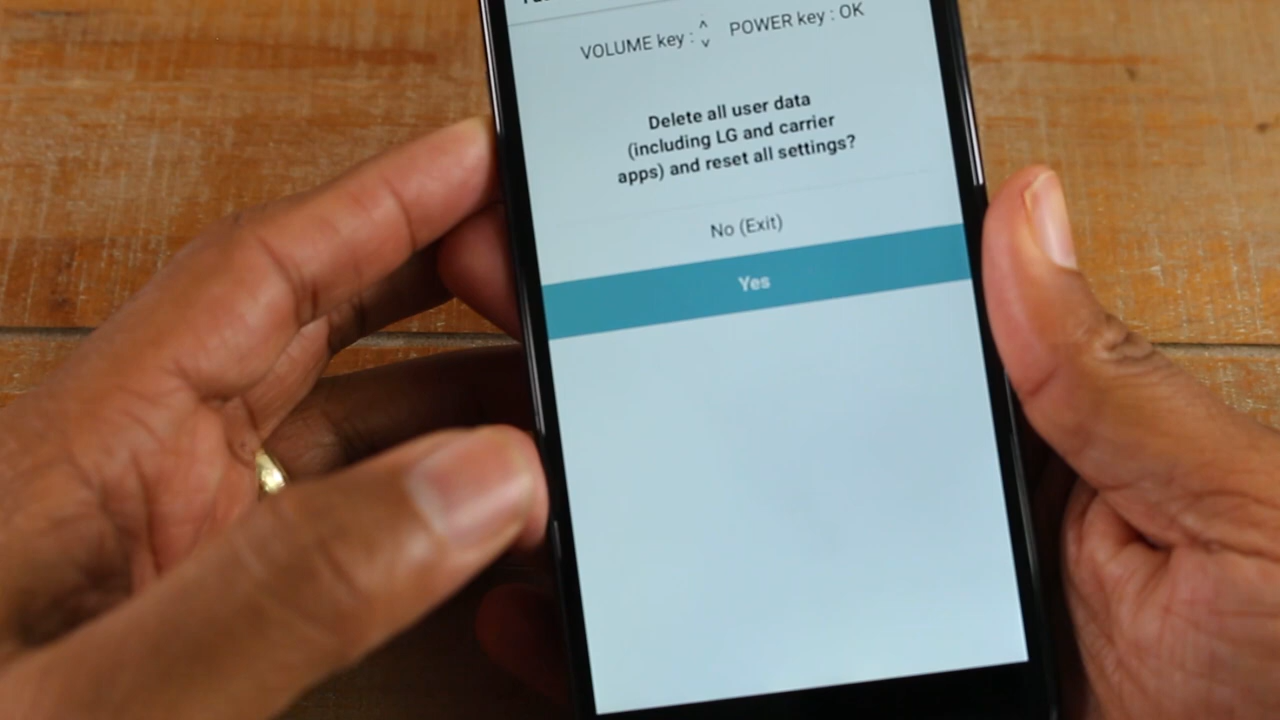 VOLUME key : ^ v POWER key : OK
Delete all user data
(including LG and carrier
apps) and reset all settings?
No (Exit)
Yes